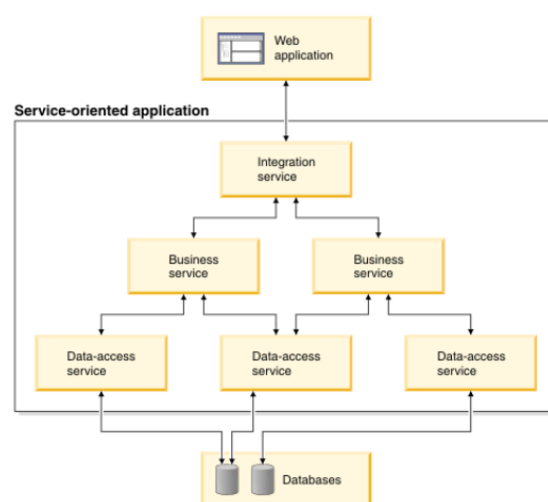 Web
application
Service-oriented application
Integration
service
Business
service
Business
service
Data-access
service
Data-access
service
Data-access
service
Databases